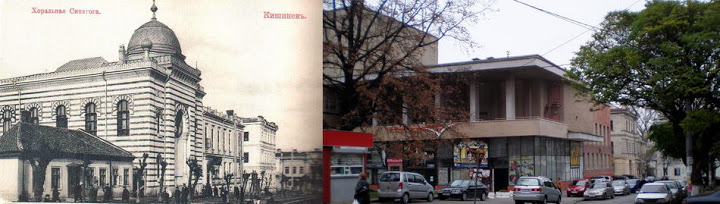 Хоральная Синагога.
Кишиневъ.